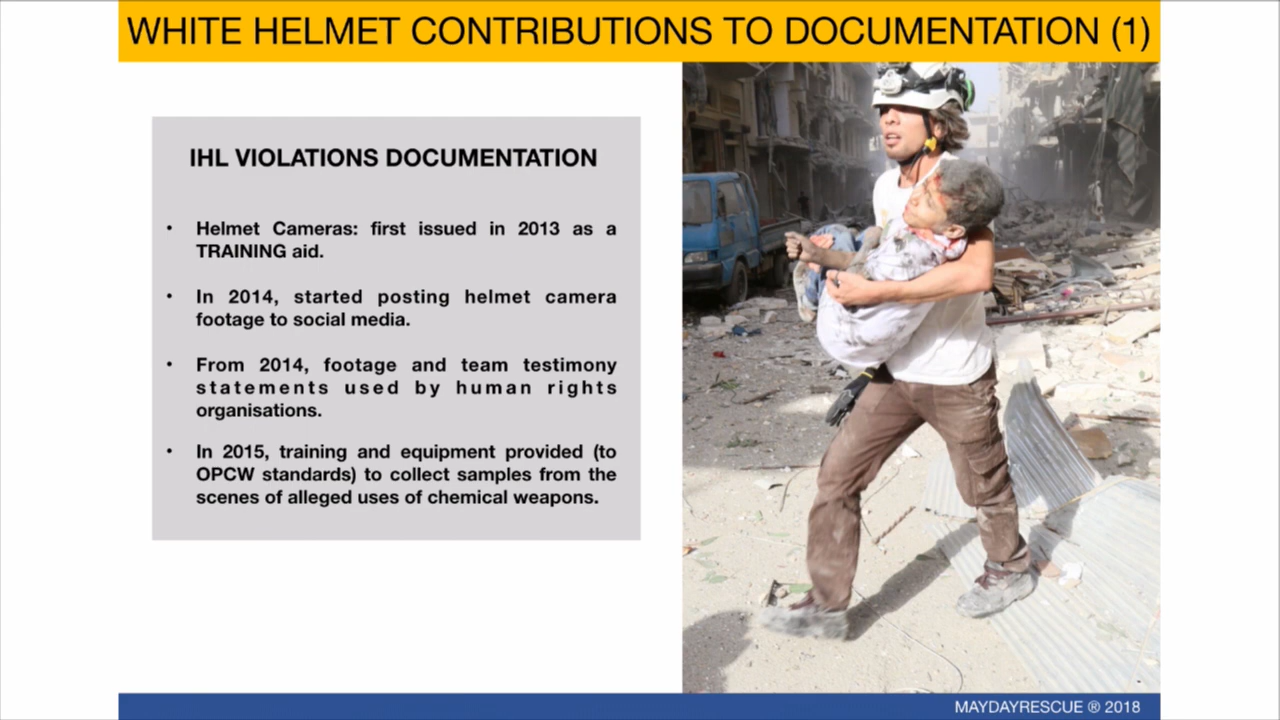 WHITE HELMET CONTRIBUTIONS TO DOCUMENTATION (1)
IHL VIOLATIONS DOCUMENTATION
• Helmet Cameras: first issued in 2013 as a
TRAINING aid.
• In 2014, started posting helmet camera
footage to social media.
• From 2014, footage and team testimony
statements used by human rights
organisations.
• In 2015, training and equipment provided (to
OPCW standards) to collect samples from the
scenes of alleged uses of chemical weapons.
MAYDAYRESCUE ® 2018